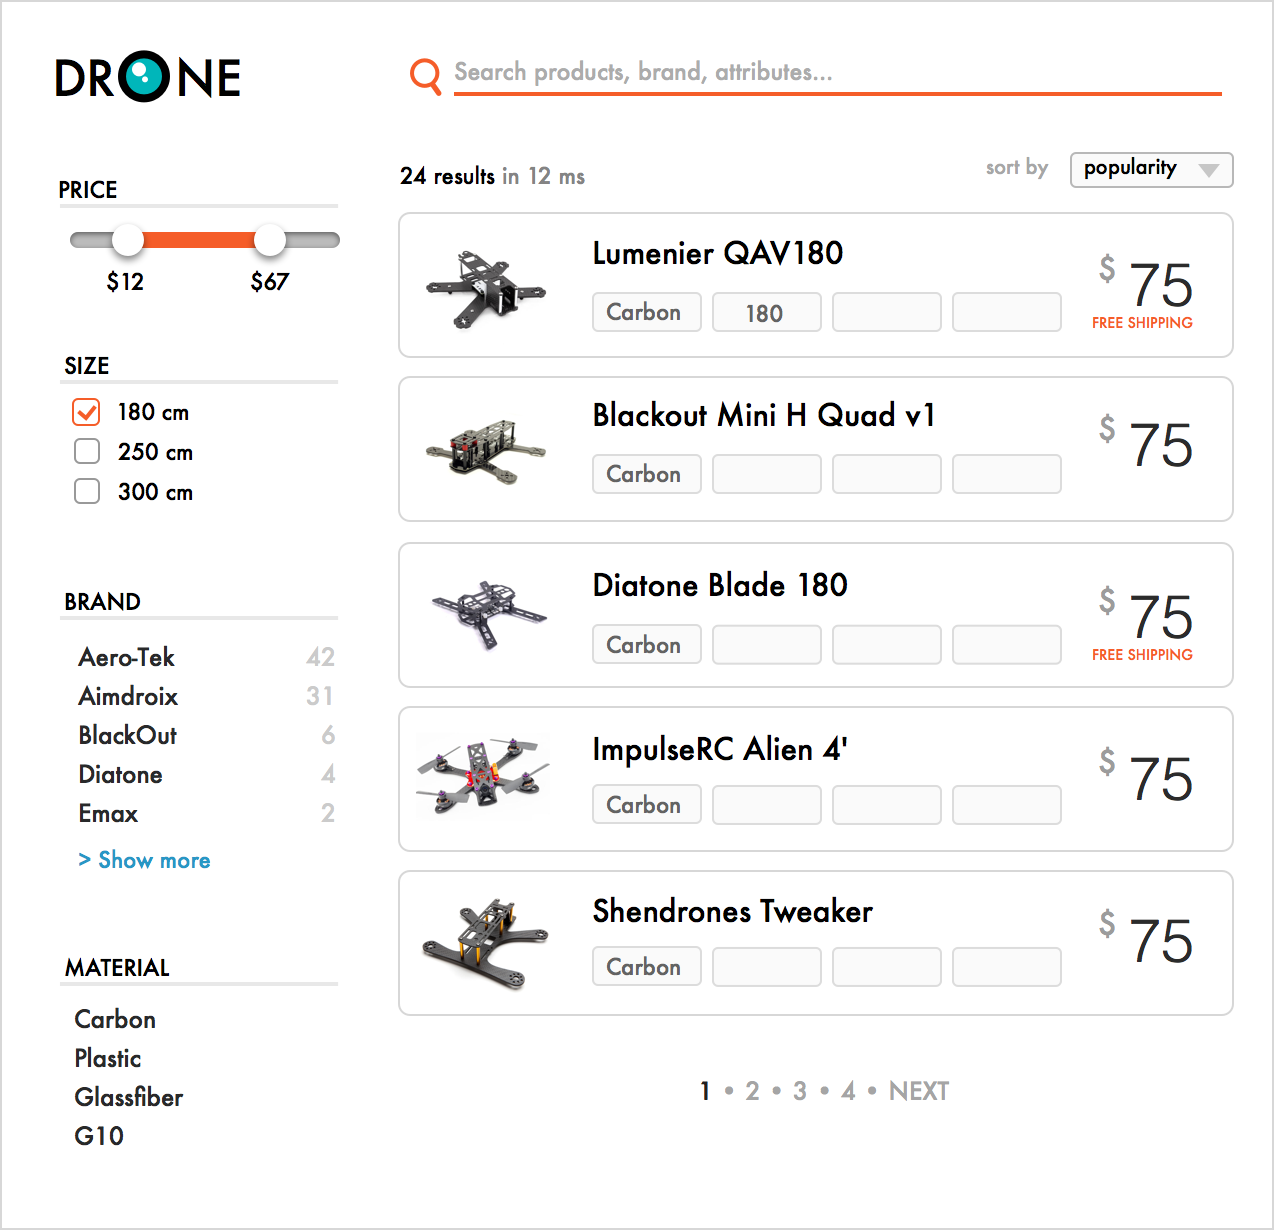 DRONE
Search products, brand, attributes...
24 results in 12 ms
sort by
popularity
PRICE
$12
$67
SIZE
180 cm
250 cm
300 cm
BRAND
Aero-Tek 42
Aimdroix 31
BlackOut 6
Diatone 4
Emax 2
> Show more
MATERIAL
Carbon
Plastic
Glassfiber
G10
Lumenier QAV180
Carbon
180
$ 75
FREE SHIPPING
Blackout Mini H Quad v1
Carbon
$ 75
Diatone Blade 180
Carbon
$ 75
FREE SHIPPING
ImpulseRC Alien 4'
Carbon
$ 75
Shendrones Tweaker
Carbon
$ 75
1 • 2 • 3 • 4 • NEXT